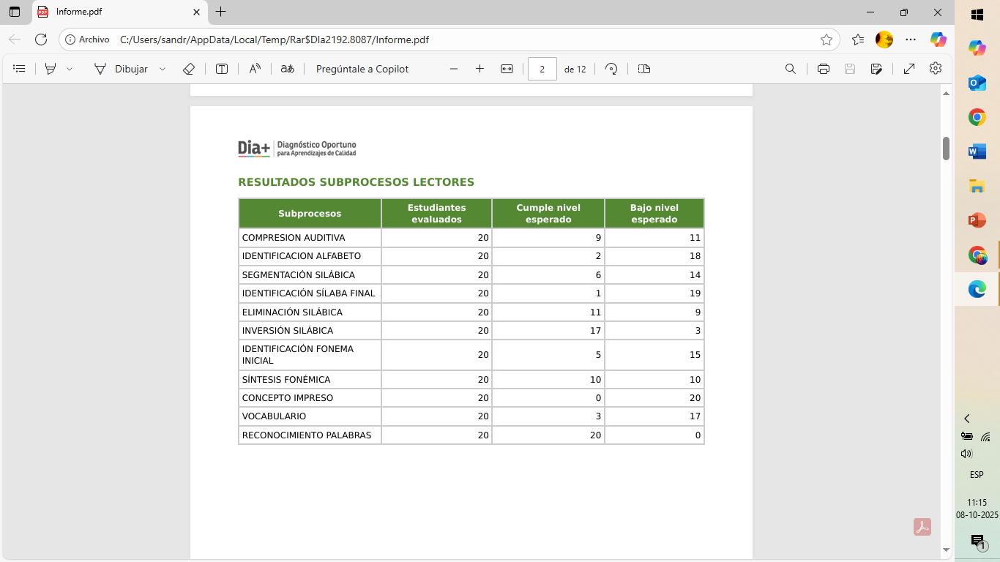 Informe.pdf
Archivo C:/Users/sandr/AppData/Local/Temp/Rar$DIa2192.8087/Informe.pdf
Dibujar
Pregúntale a Copilot
2 de 12
Dia+ Diagnóstico Oportuno
para Aprendizajes de Calidad
RESULTADOS SUBPROCESOS LECTORES
Subprocesos Estudiantes evaluados Cumple nivel esperado Bajo nivel esperado
COMPRESION AUDITIVA 20 9 11
IDENTIFICACION ALFABETO 20 2 18
SEGMENTACIÓN SILÁBICA 20 6 14
IDENTIFICACIÓN SÍLABA FINAL 20 1 19
ELIMINACIÓN SILÁBICA 20 11 9
INVERSIÓN SILÁBICA 20 17 3
IDENTIFICACIÓN FONEMA INICIAL 20 5 15
SÍNTESIS FONÉMICA 20 10 10
CONCEPTO IMPRESO 20 0 20
VOCABULARIO 20 3 17
RECONOCIMIENTO PALABRAS 20 20 0
ESP
11:15
08-10-2025
1